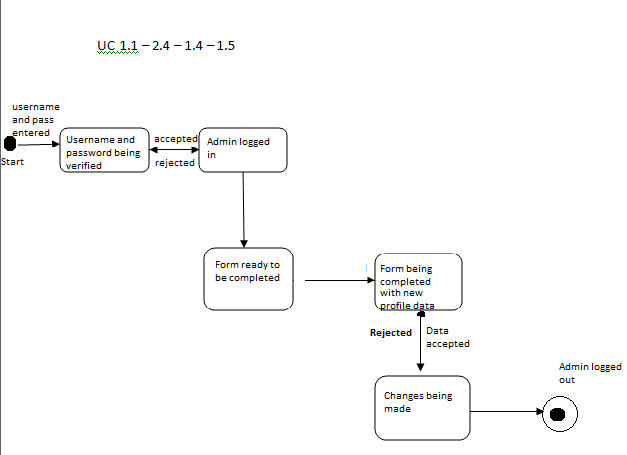 UC 1.1 – 2.4 – 1.4 – 1.5
username
and pass
entered
Start
Username and
password being
verified
accepted
rejected
Admin logged
in
Form ready to
be completed
Form being
completed
with new
profile data
Rejected
Data
accepted
Changes being
made
Admin logged
out